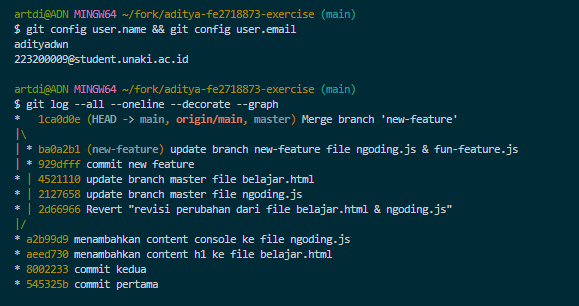 artdi@ADN MINGW64 ~/fork/aditya-fe2718873-exercise (main)
$ git config user.name && git config user.email
adityadwn
223200009@student.unaki.ac.id

artdi@ADN MINGW64 ~/fork/aditya-fe2718873-exercise (main)
$ git log --all --oneline --decorate --graph
*   1ca0d0e (HEAD -> main, origin/main, master) Merge branch 'new-feature'
|\
| * ba0a2b1 (new-feature) update branch new-feature file ngoding.js & fun-feature.js
| * 929dfff commit new feature
* | 4521110 update branch master file belajar.html
* | 2127658 update branch master file ngoding.js
* | 2d66966 Revert "revisi perubahan dari file belajar.html & ngoding.js"
|/
* a2b99d9 menambahkan content console ke file ngoding.js
* aeed730 menambahkan content h1 ke file belajar.html
* 8002233 commit kedua
* 545325b commit pertama